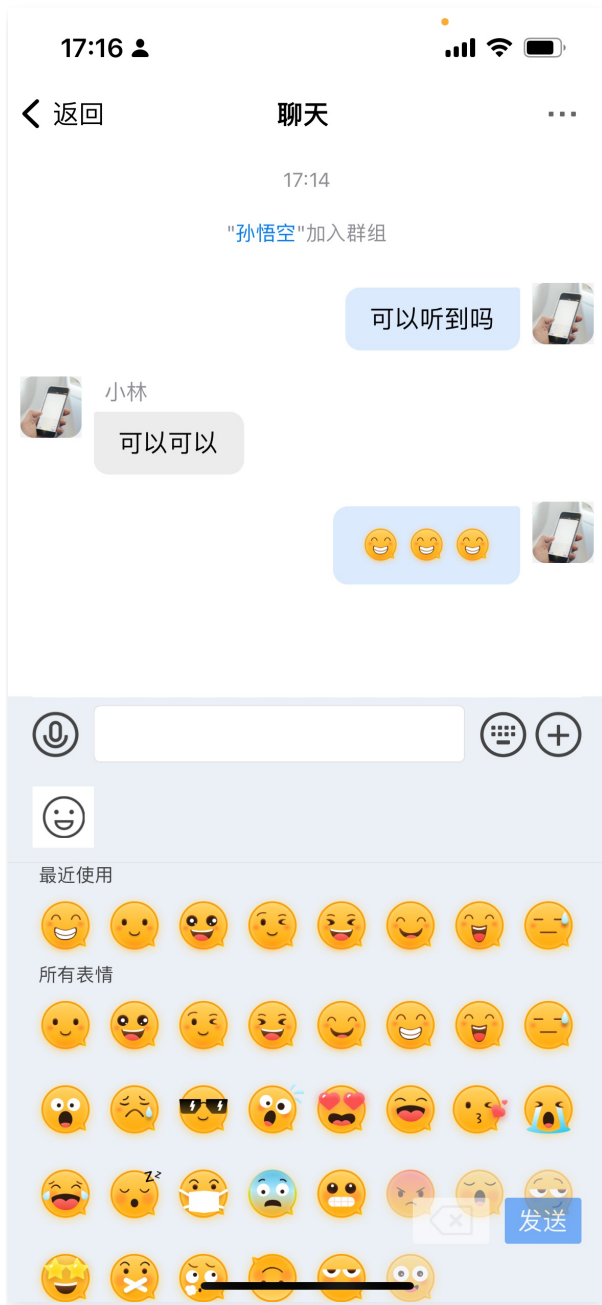 17:16
返回
聊天
17:14
"孙悟空"加入群组
可以听到吗
小林
可以可以
最近使用
所有表情
发送